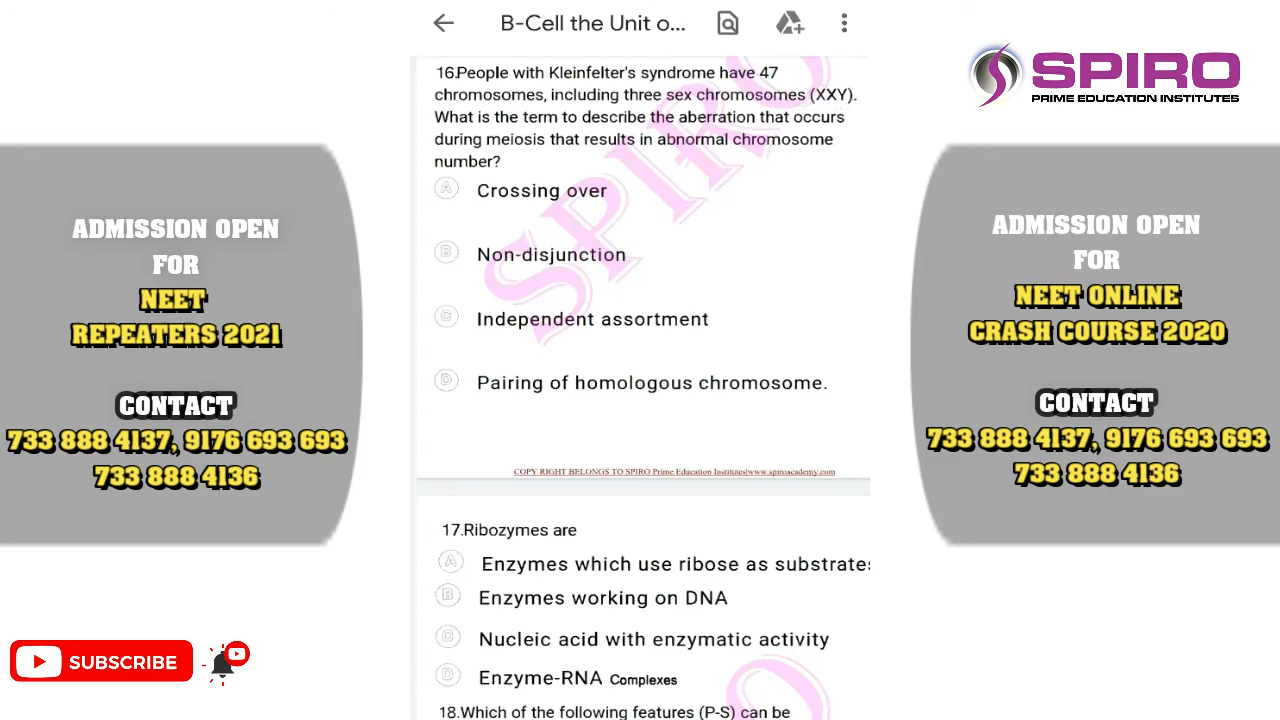 B-Cell the Unit o...
SPIRO
PRIME EDUCATION INSTITUTES
ADMISSION OPEN
FOR
NEET
REPEATERS 2021
CONTACT
733 888 4137, 9176 693 693
733 888 4136
16.People with Kleinfelter's syndrome have 47
chromosomes, including three sex chromosomes (XXY).
What is the term to describe the aberration that occurs
during meiosis that results in abnormal chromosome
number?
A Crossing over
B Non-disjunction
C Independent assortment
D Pairing of homologous chromosome.
SPIRO
COPY RIGHT BELONGS TO SPIRO Prime Education Institutes|www.spiroacademy.com
17.Ribozymes are
A Enzymes which use ribose as substrates
B Enzymes working on DNA
C Nucleic acid with enzymatic activity
D Enzyme-RNA Complexes
O
18.Which of the following features (P-S) can be
ADMISSION OPEN
FOR
NEET ONLINE
CRASH COURSE 2020
CONTACT
733 888 4137, 9176 693 693
733 888 4136
SUBSCRIBE